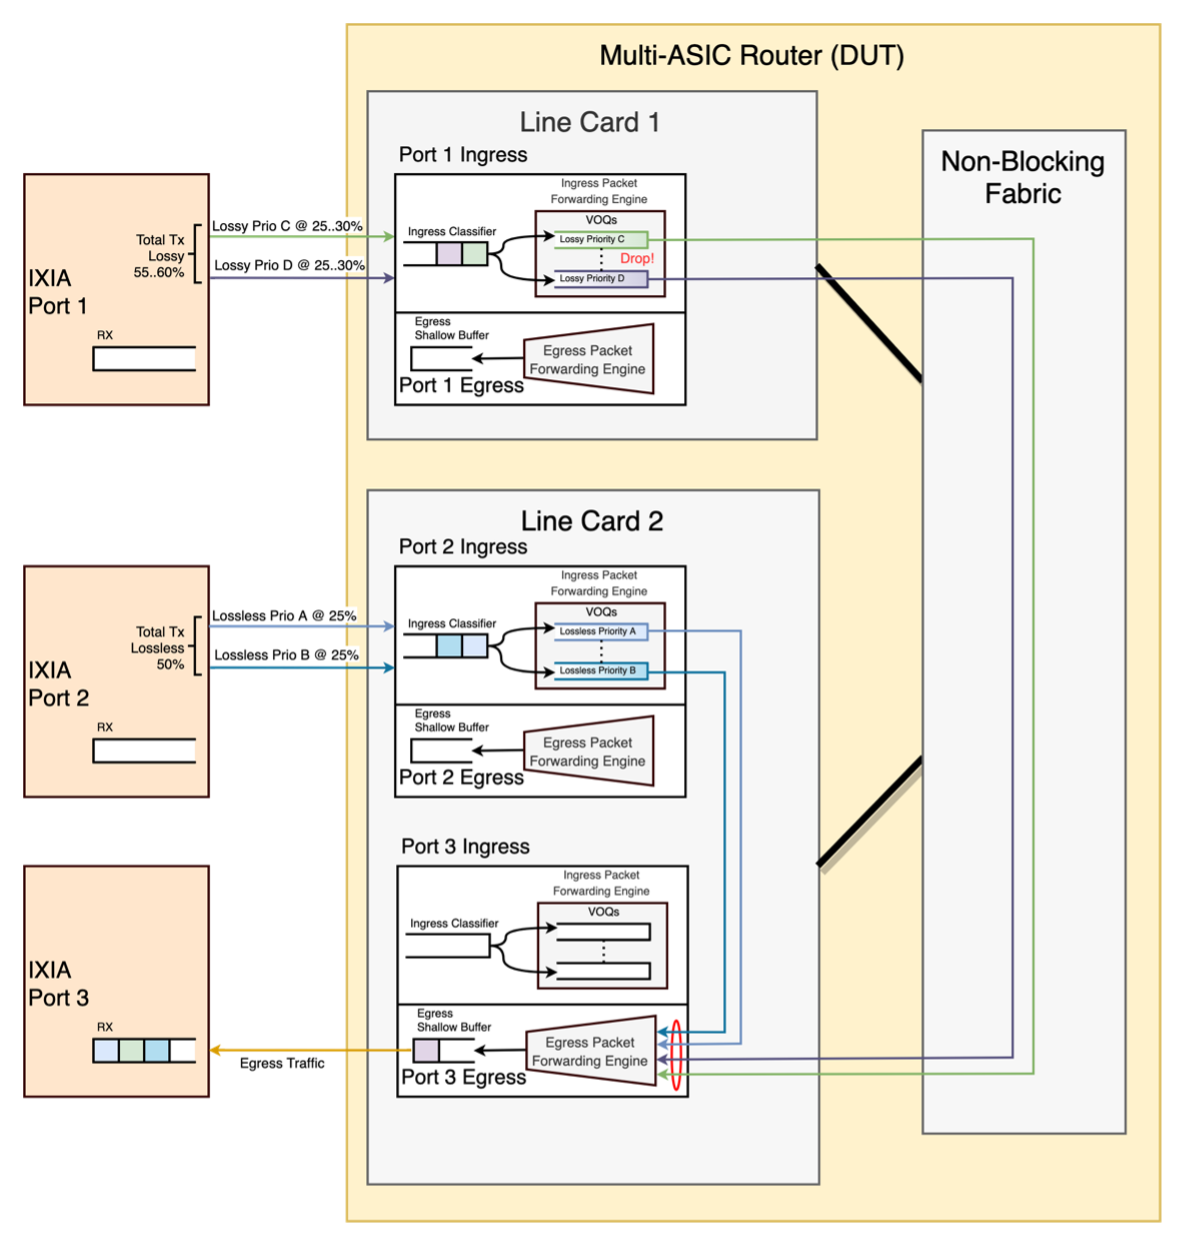 Multi-ASIC Router (DUT)
Line Card 1
Port 1 Ingress
Non-Blocking
Fabric
Ingress Packet
Forwarding Engine
VOQs
Lossy Prio C @ 25..30%
Ingress Classifier
Lossy Priority C
Total Tx
Lossy
55..60%
Drop!
Lossy Prio D @ 25..30%
Lossy Priority D
IXIA
Port 1
RX
Egress
Shallow Buffer
Egress Packet
Forwarding Engine
Port 1 Egress
Line Card 2
Port 2 Ingress
Ingress Packet
Forwarding Engine
VOQs
Lossless Prio A @ 25%
Ingress Classifier
Lossless Priority A
Total Tx
Lossless
50%
Lossless Prio B @ 25%
Lossless Priority B
IXIA
Port 2
RX
Egress
Shallow Buffer
Egress Packet
Forwarding Engine
Port 2 Egress
Port 3 Ingress
Ingress Packet
Forwarding Engine
VOQs
Ingress Classifier
IXIA
Port 3
RX
Egress
Shallow Buffer
Egress Packet
Forwarding Engine
Egress Traffic
Port 3 Egress